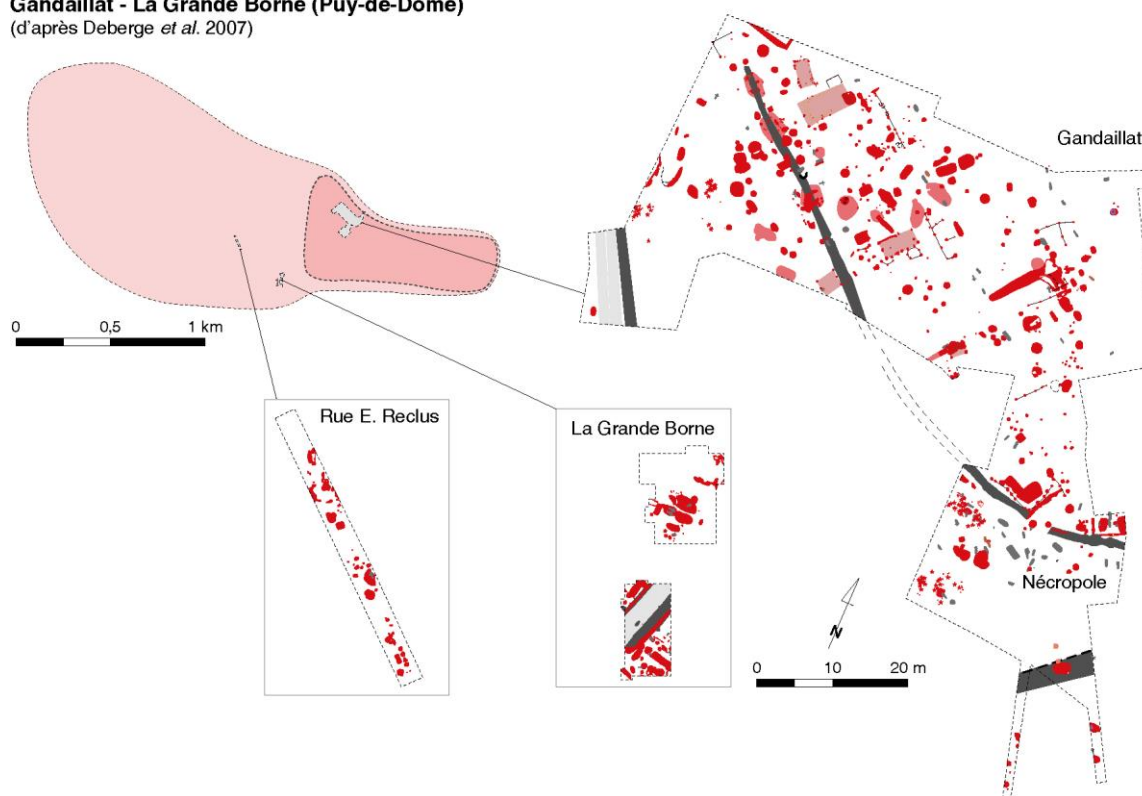 Gandaillat - La Grande Borne (Puy-de-Dôme)
(d'après Deberge et al. 2007)
Gandaillat
0 0,5 1 km
Rue E. Reclus
La Grande Borne
Nécropole
N
0 10 20 m